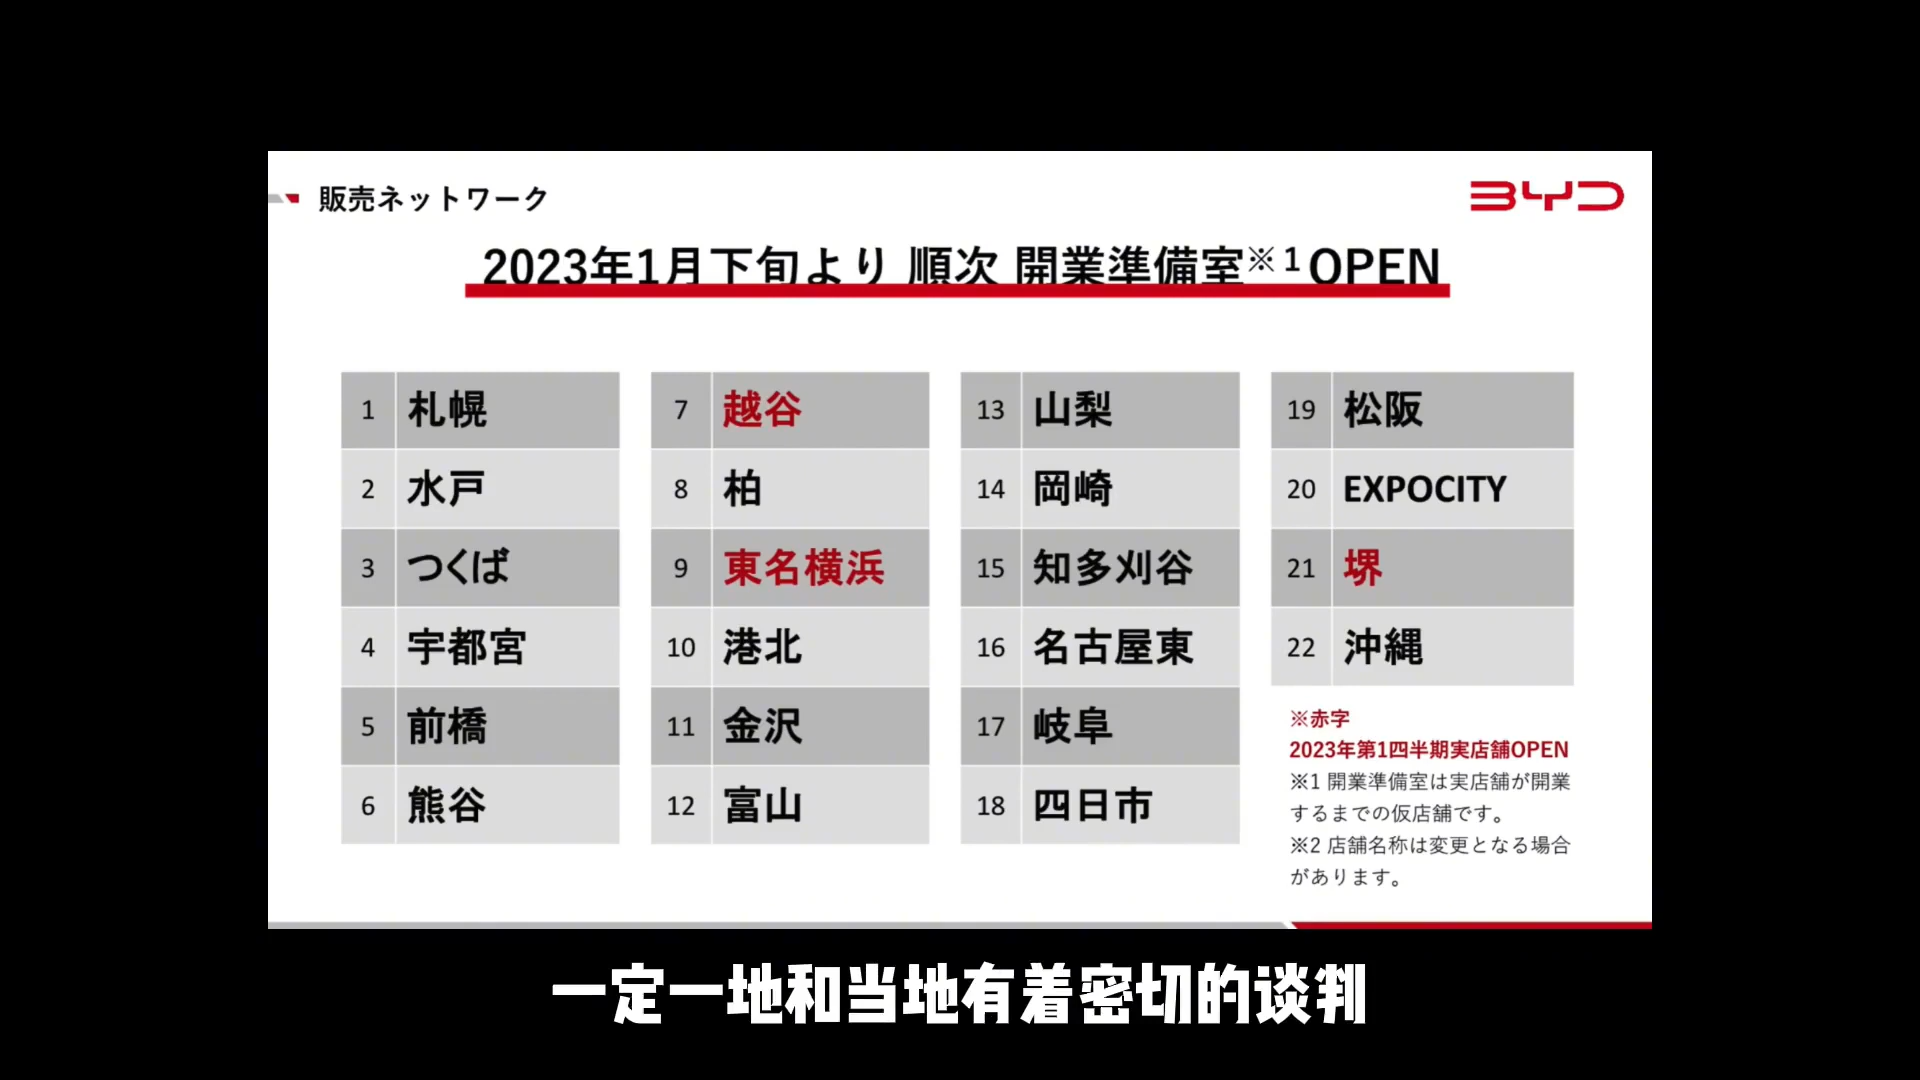 販売ネットワーク
BYD
2023年1月下旬より 順次 開業準備室※1OPEN
1 札幌
2 水戸
3 つくば
4 宇都宮
5 前橋
6 熊谷
7 越谷
8 柏
9 東名横浜
10 港北
11 金沢
12 富山
13 山梨
14 岡崎
15 知多刈谷
16 名古屋東
17 岐阜
18 四日市
19 松阪
20 EXPOCITY
21 堺
22 沖縄
※赤字
2023年第1四半期実店舗OPEN
※1 開業準備室は実店舗が開業
するまでの仮店舗です。
※2 店舗名称は変更となる場合
があります。
一定一地和当地有着密切的谈判